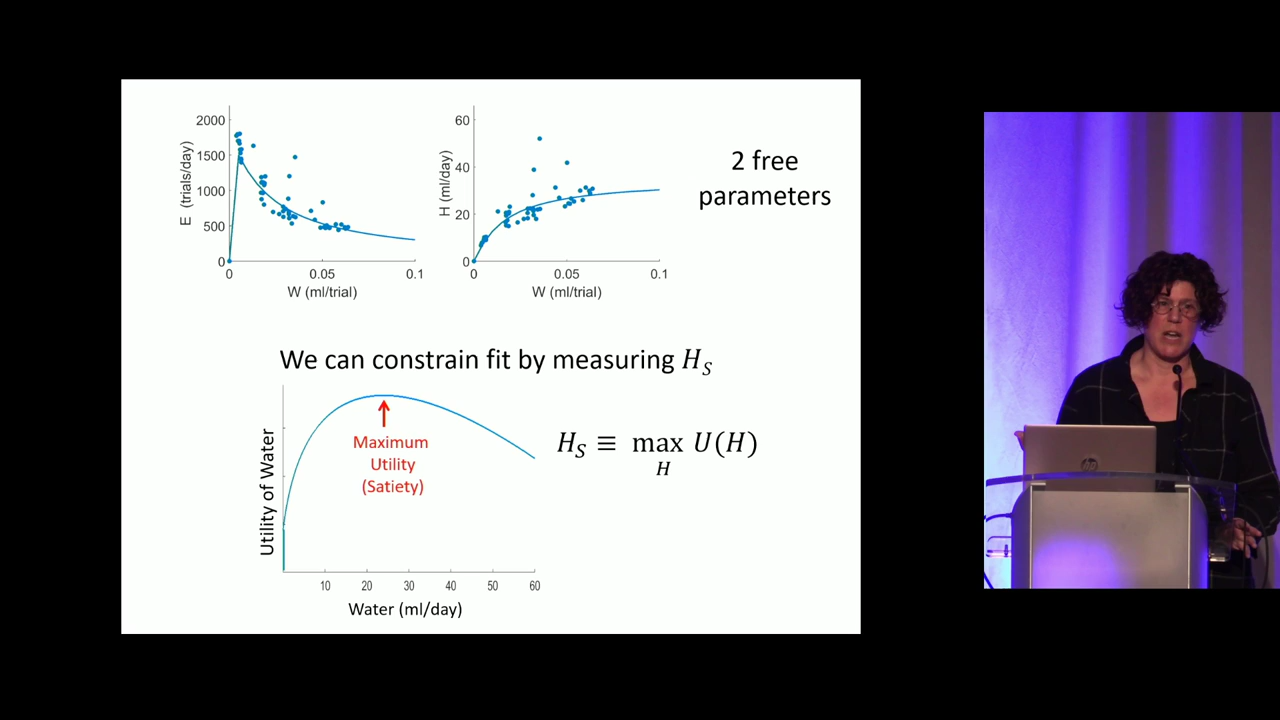 2000
1500
1000
500
0
E (trials/day)
0
0.05
0.1
W (ml/trial)
60
40
20
0
H (ml/day)
0
0.05
0.1
W (ml/trial)
2 free
parameters
We can constrain fit by measuring H_S
Utility of Water
Maximum
Utility
(Satiety)
10
20
30
40
50
60
Water (ml/day)
H_S ≡ max U(H)
H
hp